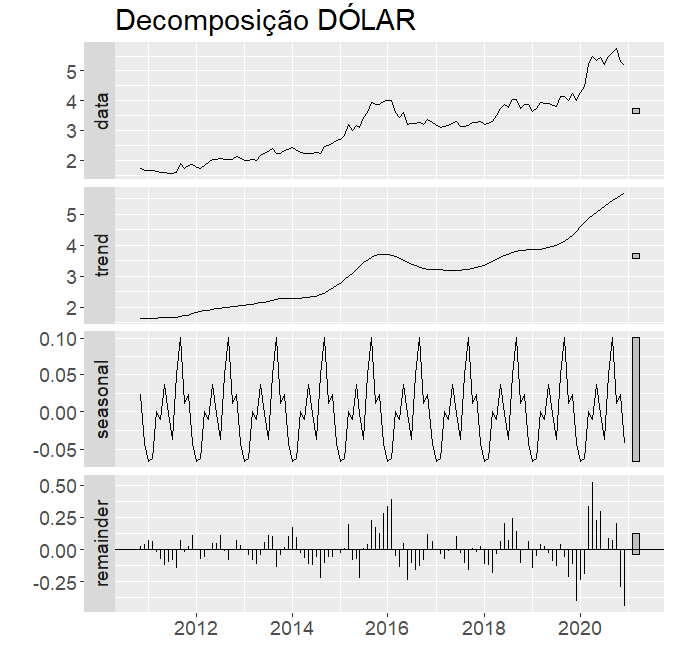 Decomposição DÓLAR
data
5
4
3
2
trend
5
4
3
2
seasonal
0.10
0.05
0.00
-0.05
remainder
0.50
0.25
0.00
-0.25
2012 2014 2016 2018 2020